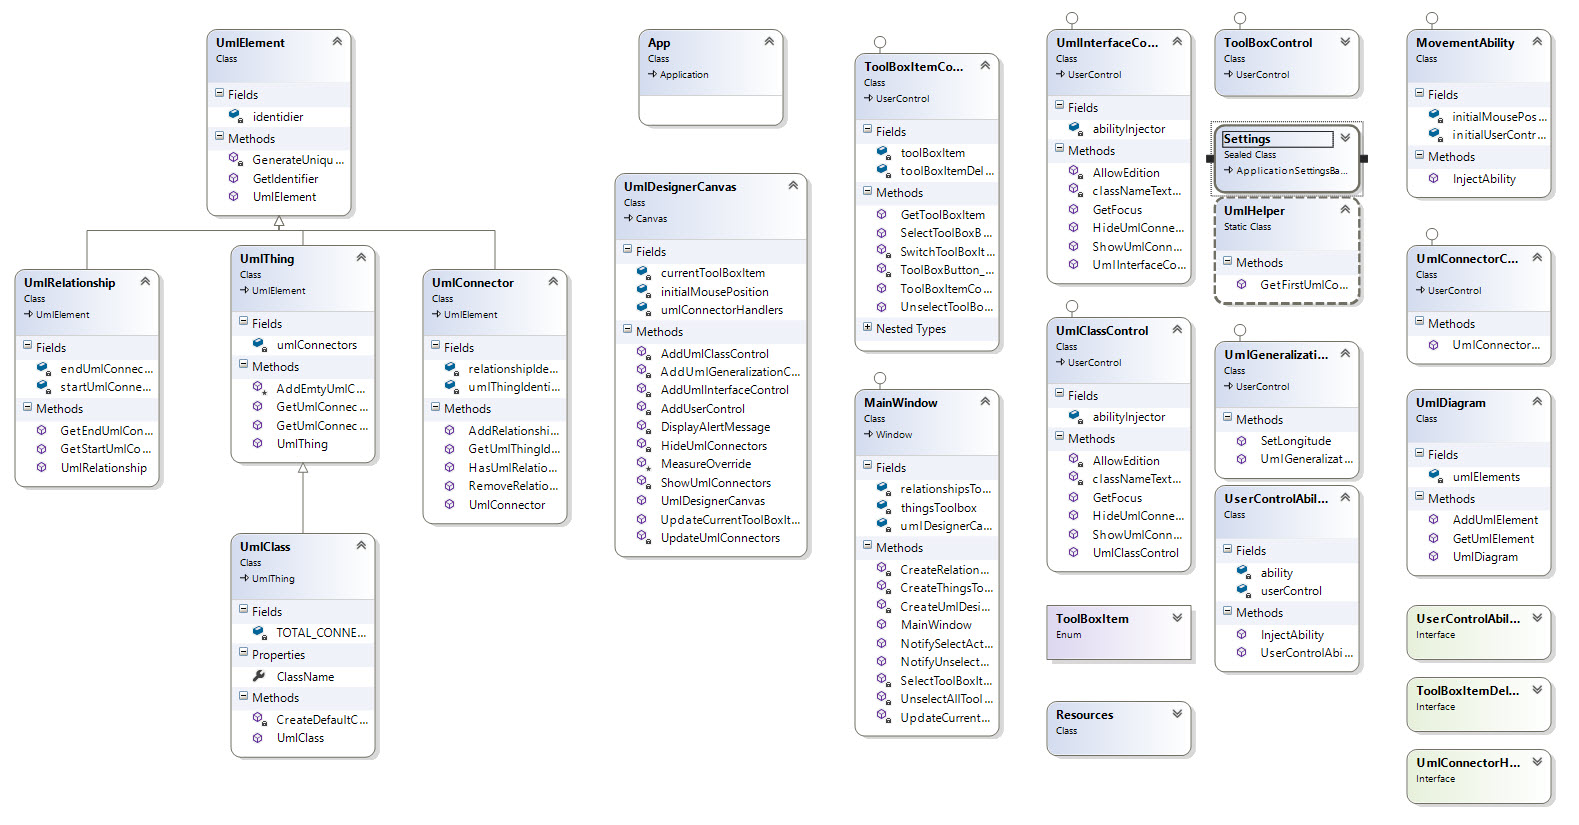 UmlElement
Class
Fields
identidier
Methods
GenerateUniqu ...
GetIdentifier
UmlElement
UmlRelationship
Class
UmlElement
Fields
endUmlConnec...
startUmlConne...
Methods
GetEndUmlCon...
GetStartUmlCo...
UmlRelationship
UmlThing
Class
UmlElement
Fields
umlConnectors
Methods
AddEmtyUmlC...
GetUmlConnec...
GetUmlConnec...
UmlThing
UmlConnector
Class
UmlElement
Fields
relationshipIde...
umlThingIdenti...
Methods
AddRelationshi...
GetUmlThingId...
HasUmlRelatio...
RemoveRelatio...
UmlConnector
UmlClass
Class
UmlThing
Fields
TOTAL_CONNE...
Properties
ClassName
Methods
CreateDefaultC...
UmlClass
App
Class
Application
UmlDesignerCanvas
Class
Canvas
Fields
currentToolBoxItem
initialMousePosition
umlConnectorHandlers
Methods
AddUmlClassControl
AddUmlGeneralizationC...
AddUmlInterfaceControl
AddUserControl
DisplayAlertMessage
HideUmlConnectors
MeasureOverride
ShowUmlConnectors
UmlDesignerCanvas
UpdateCurrentToolBoxIt...
UpdateUmlConnectors
ToolBoxItemCo...
Class
UserControl
Fields
toolBoxItem
toolBoxItemDel...
Methods
GetToolBoxItem
SelectToolBoxB...
SwitchToolBoxIt...
ToolBoxButton_...
ToolBoxItemCo...
UnselectToolBo...
Nested Types
MainWindow
Class
Window
Fields
relationshipsTo...
thingsToolbox
umlDesignerCa...
Methods
CreateRelation...
CreateThingsTo...
CreateUmlDesi...
MainWindow
NotifySelectAct...
NotifyUnselect...
SelectToolBoxIt...
UnselectAllTool...
UpdateCurrent...
UmlInterfaceCo...
Class
UserControl
Fields
abilityInjector
Methods
AllowEdition
classNameText...
GetFocus
HideUmlConne...
ShowUmlConn...
UmlInterfaceCo...
UmlClassControl
Class
UserControl
Fields
abilityInjector
Methods
AllowEdition
classNameText...
GetFocus
HideUmlConne...
ShowUmlConn...
UmlClassControl
ToolBoxItem
Enum
Resources
Class
ToolBoxControl
Class
UserControl
Settings
Sealed Class
ApplicationSettingsBa...
UmlHelper
Static Class
Methods
GetFirstUmlCo...
UmlGeneralizati...
Class
UserControl
Methods
SetLongitude
UmlGeneralizat...
UserControlAbil...
Class
Fields
ability
userControl
Methods
InjectAbility
UserControlAbi...
MovementAbility
Class
Fields
initialMousePos...
initialUserContr...
Methods
InjectAbility
UmlConnectorC...
Class
UserControl
Methods
UmlConnector...
UmlDiagram
Class
Fields
umlElements
Methods
AddUmlElement
GetUmlElement
UmlDiagram
UserControlAbil...
Interface
ToolBoxItemDel...
Interface
UmlConnectorH...
Interface